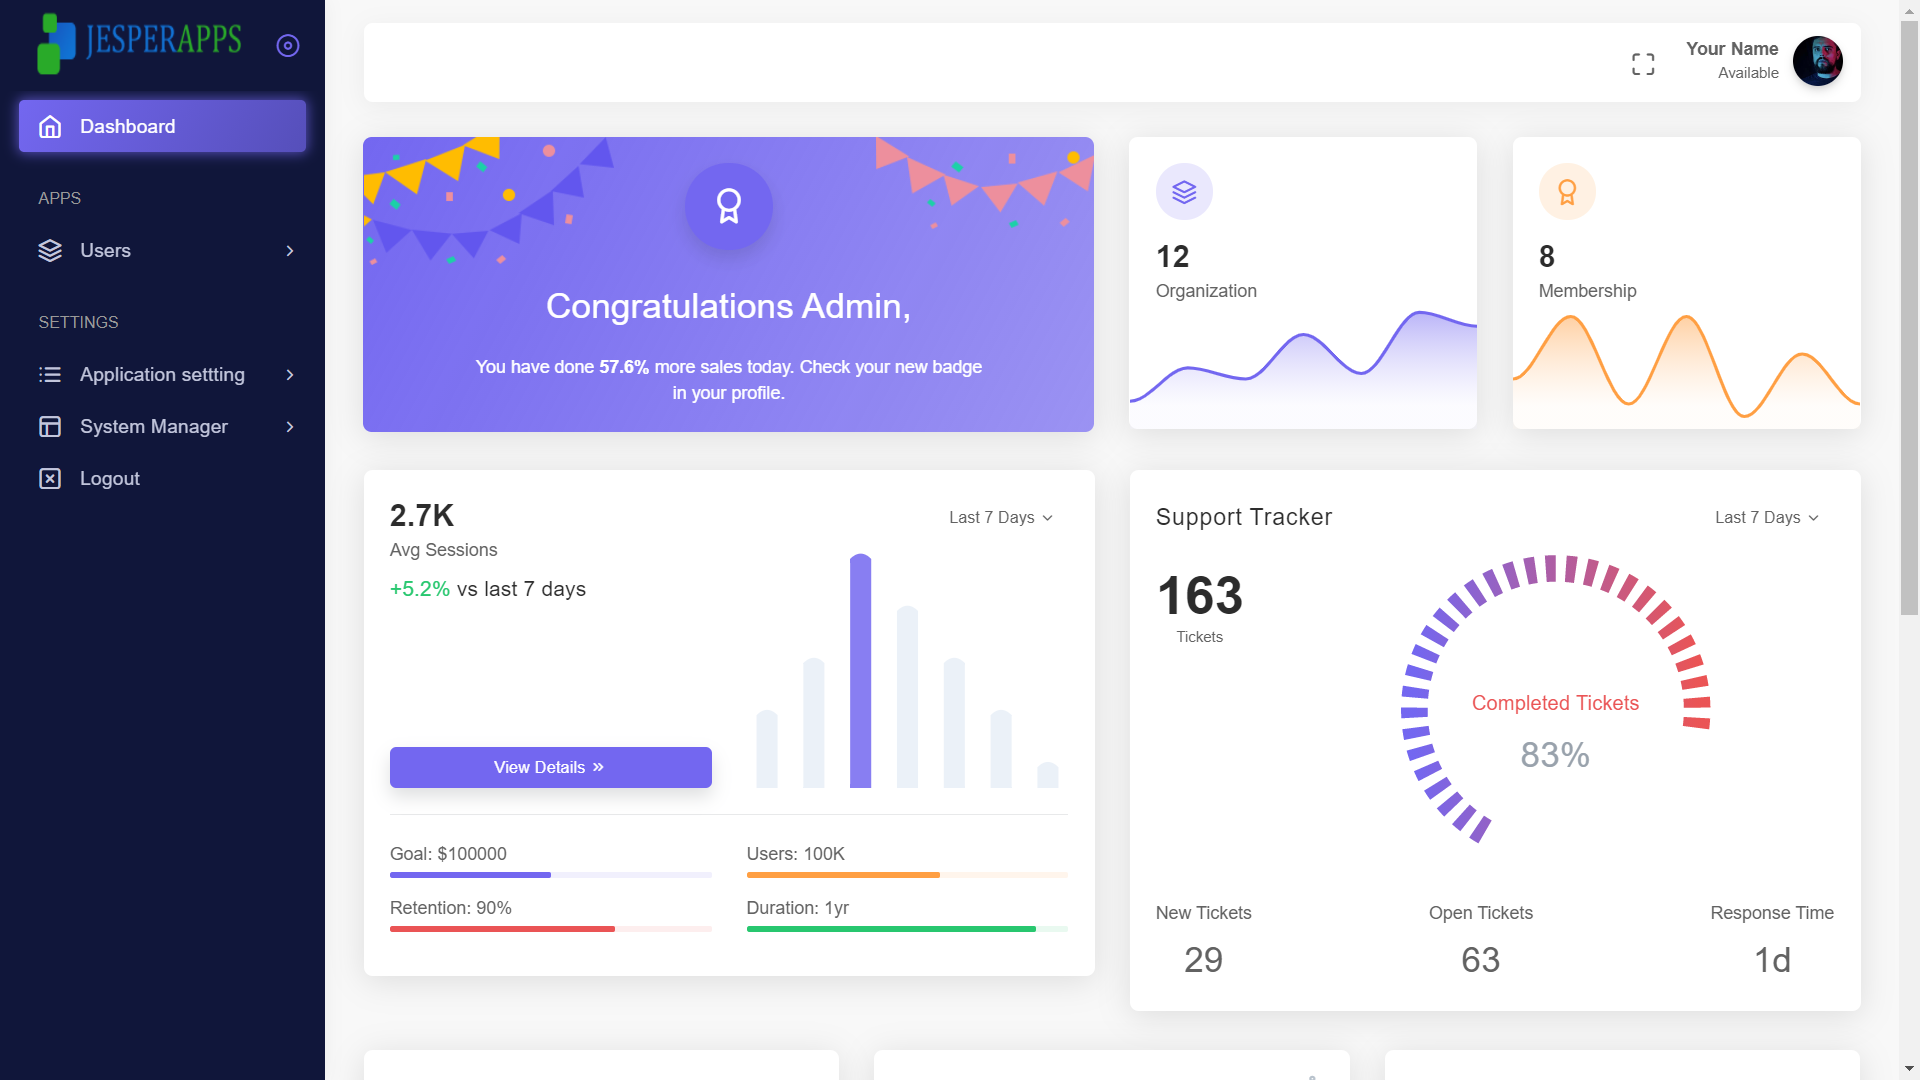 JESPERAPPS
Dashboard
APPS
Users
SETTINGS
Application settting
System Manager
Logout
Your Name
Available
Congratulations Admin,
You have done 57.6% more sales today. Check your new badge
in your profile.
12
Organization
8
Membership
2.7K
Avg Sessions
+5.2% vs last 7 days
Last 7 Days
View Details »
Goal: $100000
Users: 100K
Retention: 90%
Duration: 1yr
Support Tracker
Last 7 Days
163
Tickets
Completed Tickets
83%
New Tickets
29
Open Tickets
63
Response Time
1d